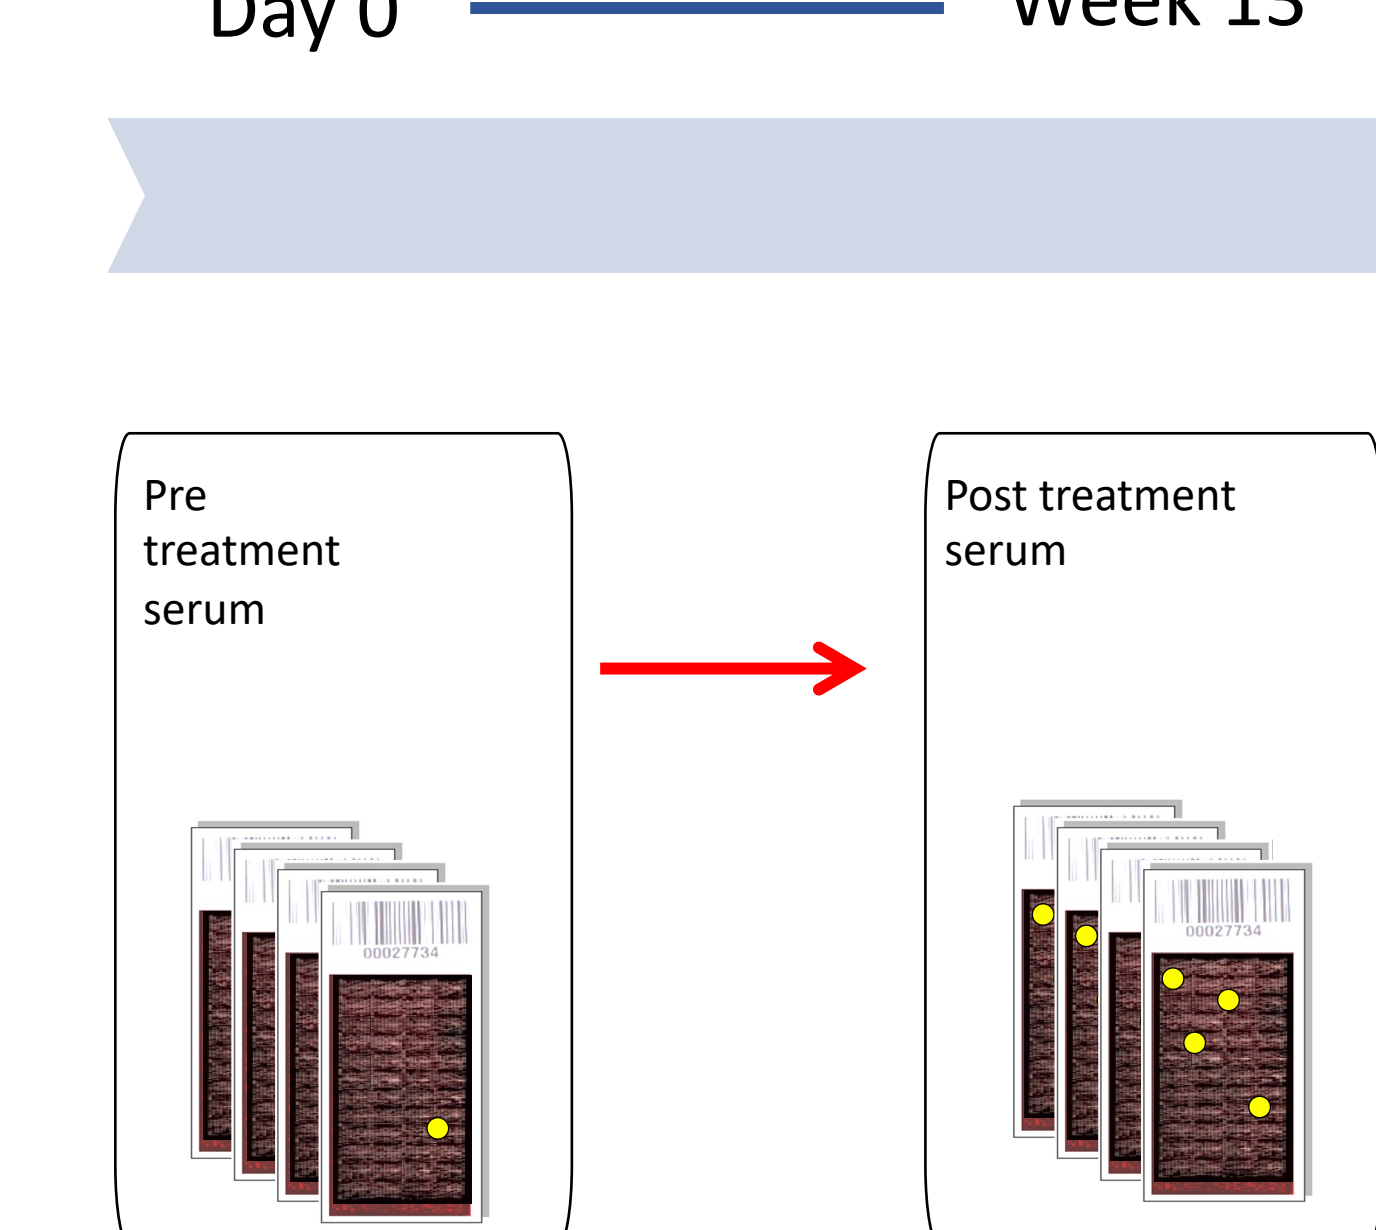 Day 0
Week 13
Pre
treatment
serum
Post treatment
serum
00027734
00027734